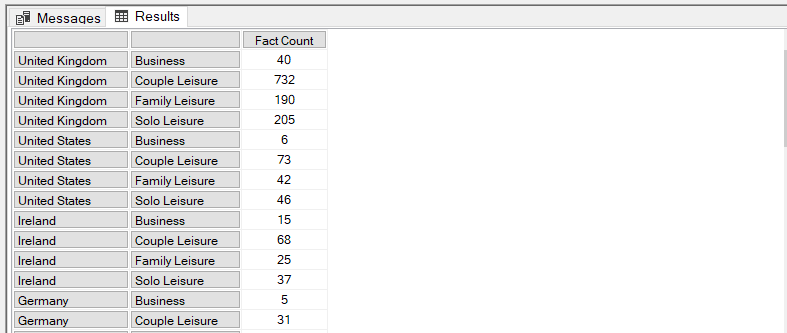 Messages Results
Fact Count
United Kingdom Business 40
United Kingdom Couple Leisure 732
United Kingdom Family Leisure 190
United Kingdom Solo Leisure 205
United States Business 6
United States Couple Leisure 73
United States Family Leisure 42
United States Solo Leisure 46
Ireland Business 15
Ireland Couple Leisure 68
Ireland Family Leisure 25
Ireland Solo Leisure 37
Germany Business 5
Germany Couple Leisure 31